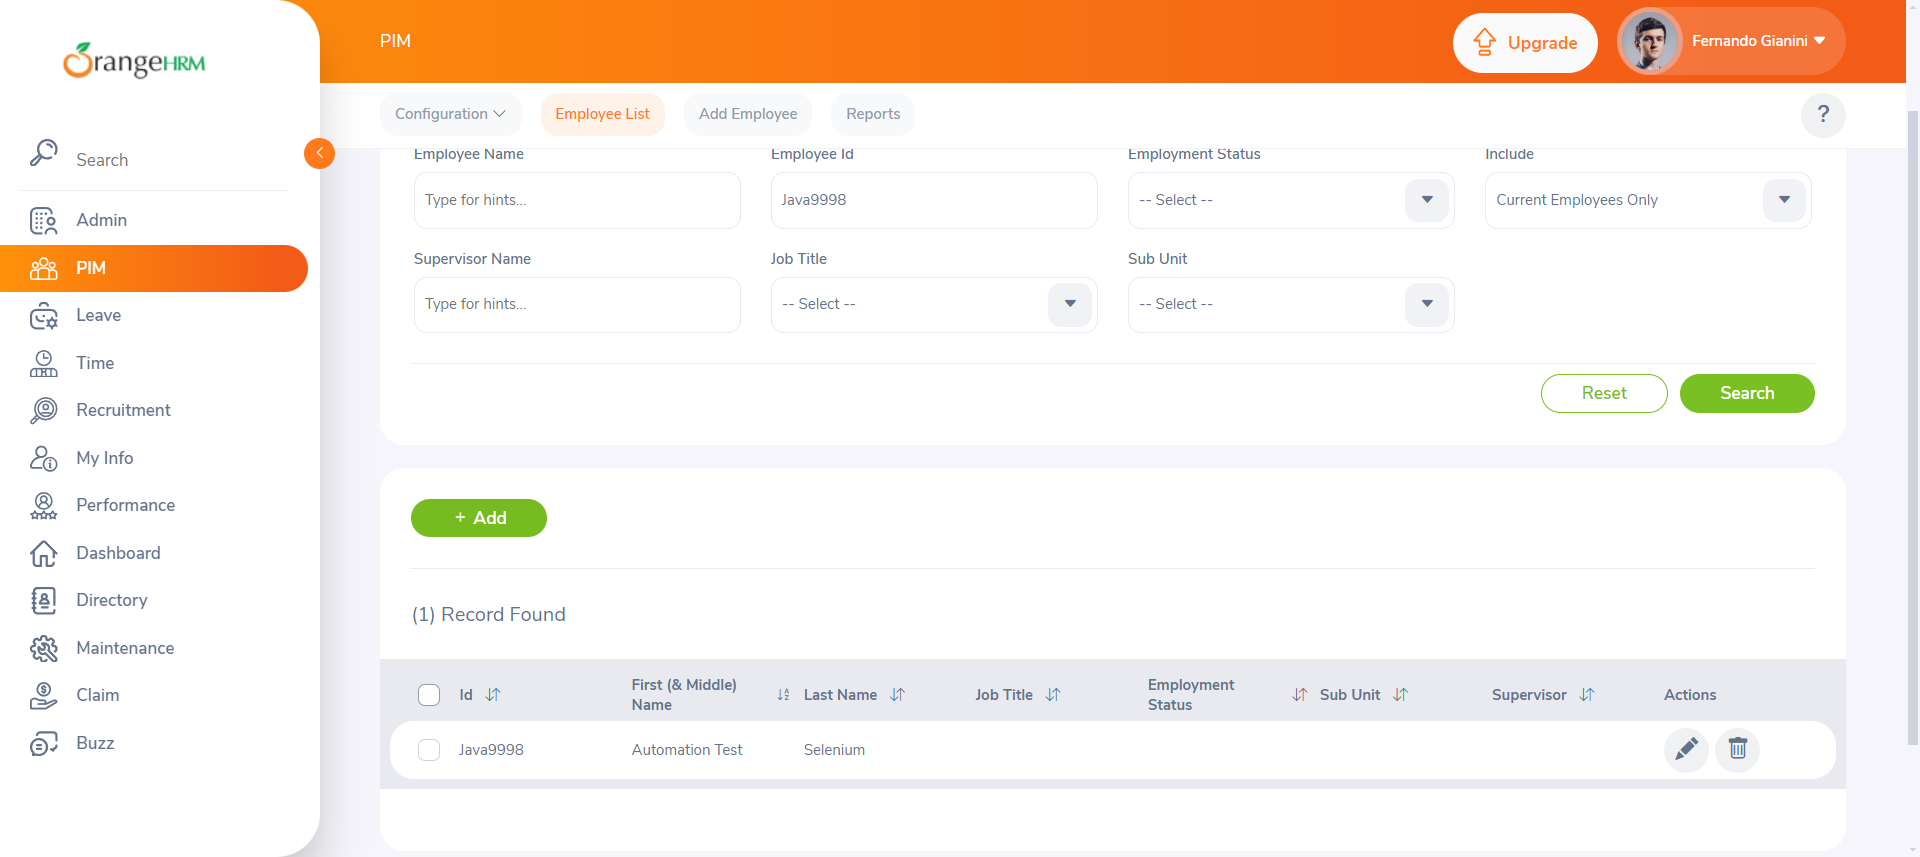 OrangeHRM
PIM
Upgrade
Fernando Gianini
Configuration
Employee List
Add Employee
Reports
?
Search
Admin
PIM
Leave
Time
Recruitment
My Info
Performance
Dashboard
Directory
Maintenance
Claim
Buzz
Employee Name
Employee Id
Employment Status
Include
Type for hints...
Java9998
-- Select --
Current Employees Only
Supervisor Name
Job Title
Sub Unit
Type for hints...
-- Select --
-- Select --
Reset
Search
+ Add
(1) Record Found
Id
First (& Middle)
Name
Last Name
Job Title
Employment
Status
Sub Unit
Supervisor
Actions
Java9998
Automation Test
Selenium